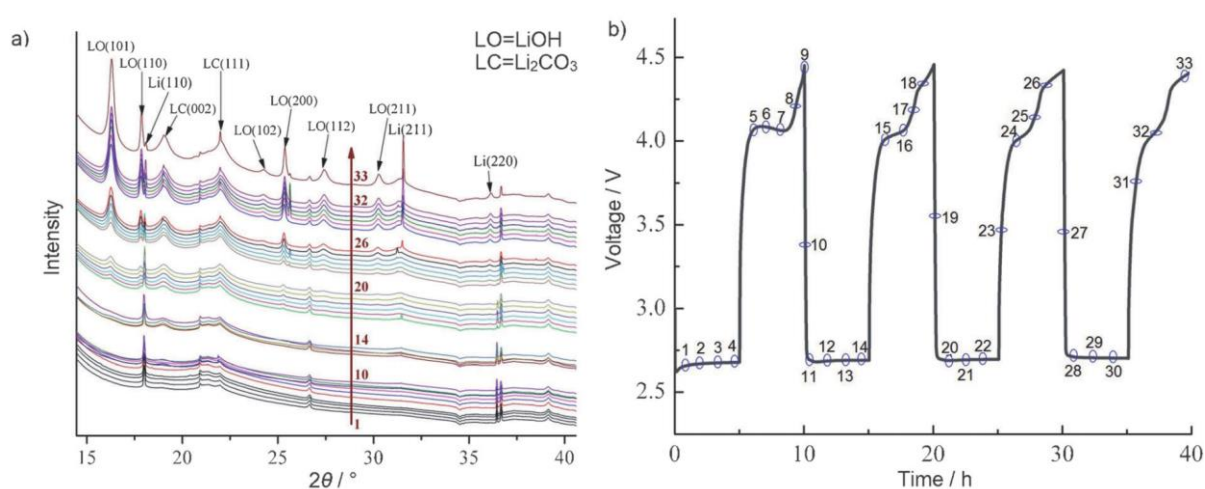 a)
LO=LiOH
LC=Li₂CO₃
LO(101)
LO(110)
Li(110)
LC(002)
LC(111)
LO(102)
LO(200)
LO(112)
LO(211)
Li(211)
Li(220)
33
32
26
20
14
10
1
Intensity
15 20 25 30 35 40
2θ / °
b)
Voltage / V
4.5
4.0
3.5
3.0
2.5
1 2 3 4
5 6 7
8
9
10
11
12
13
14
15
16
17
18
19
20
21
22
23
24
25
26
27
28
29
30
31
32
33
0 10 20 30 40
Time / h